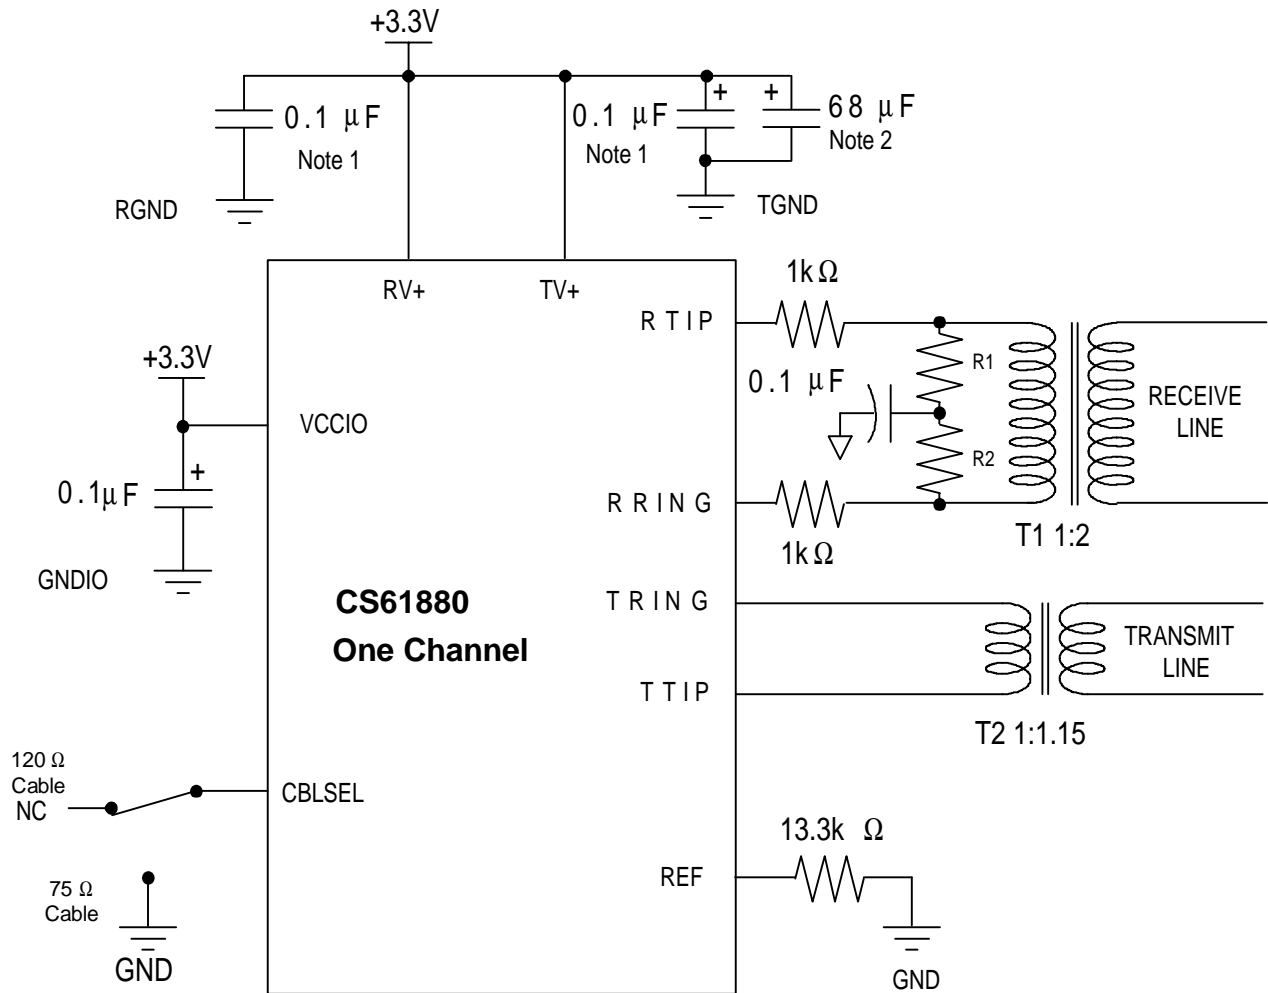 +3.3V
+
+
0.1 μF
Note 1
0.1 μF
Note 1
68 μF
Note 2
RGND
TGND
RV+
TV+
1kΩ
RTIP
+3.3V
0.1 μF
R1
RECEIVE
LINE
VCCIO
R2
+
0.1μF
RRING
1kΩ
T1 1:2
GNDIO
CS61880
One Channel
TRING
TRANSMIT
LINE
TTIP
T2 1:1.15
120 Ω
Cable
NC
CBLSEL
13.3k Ω
REF
75 Ω
Cable
GND
GND